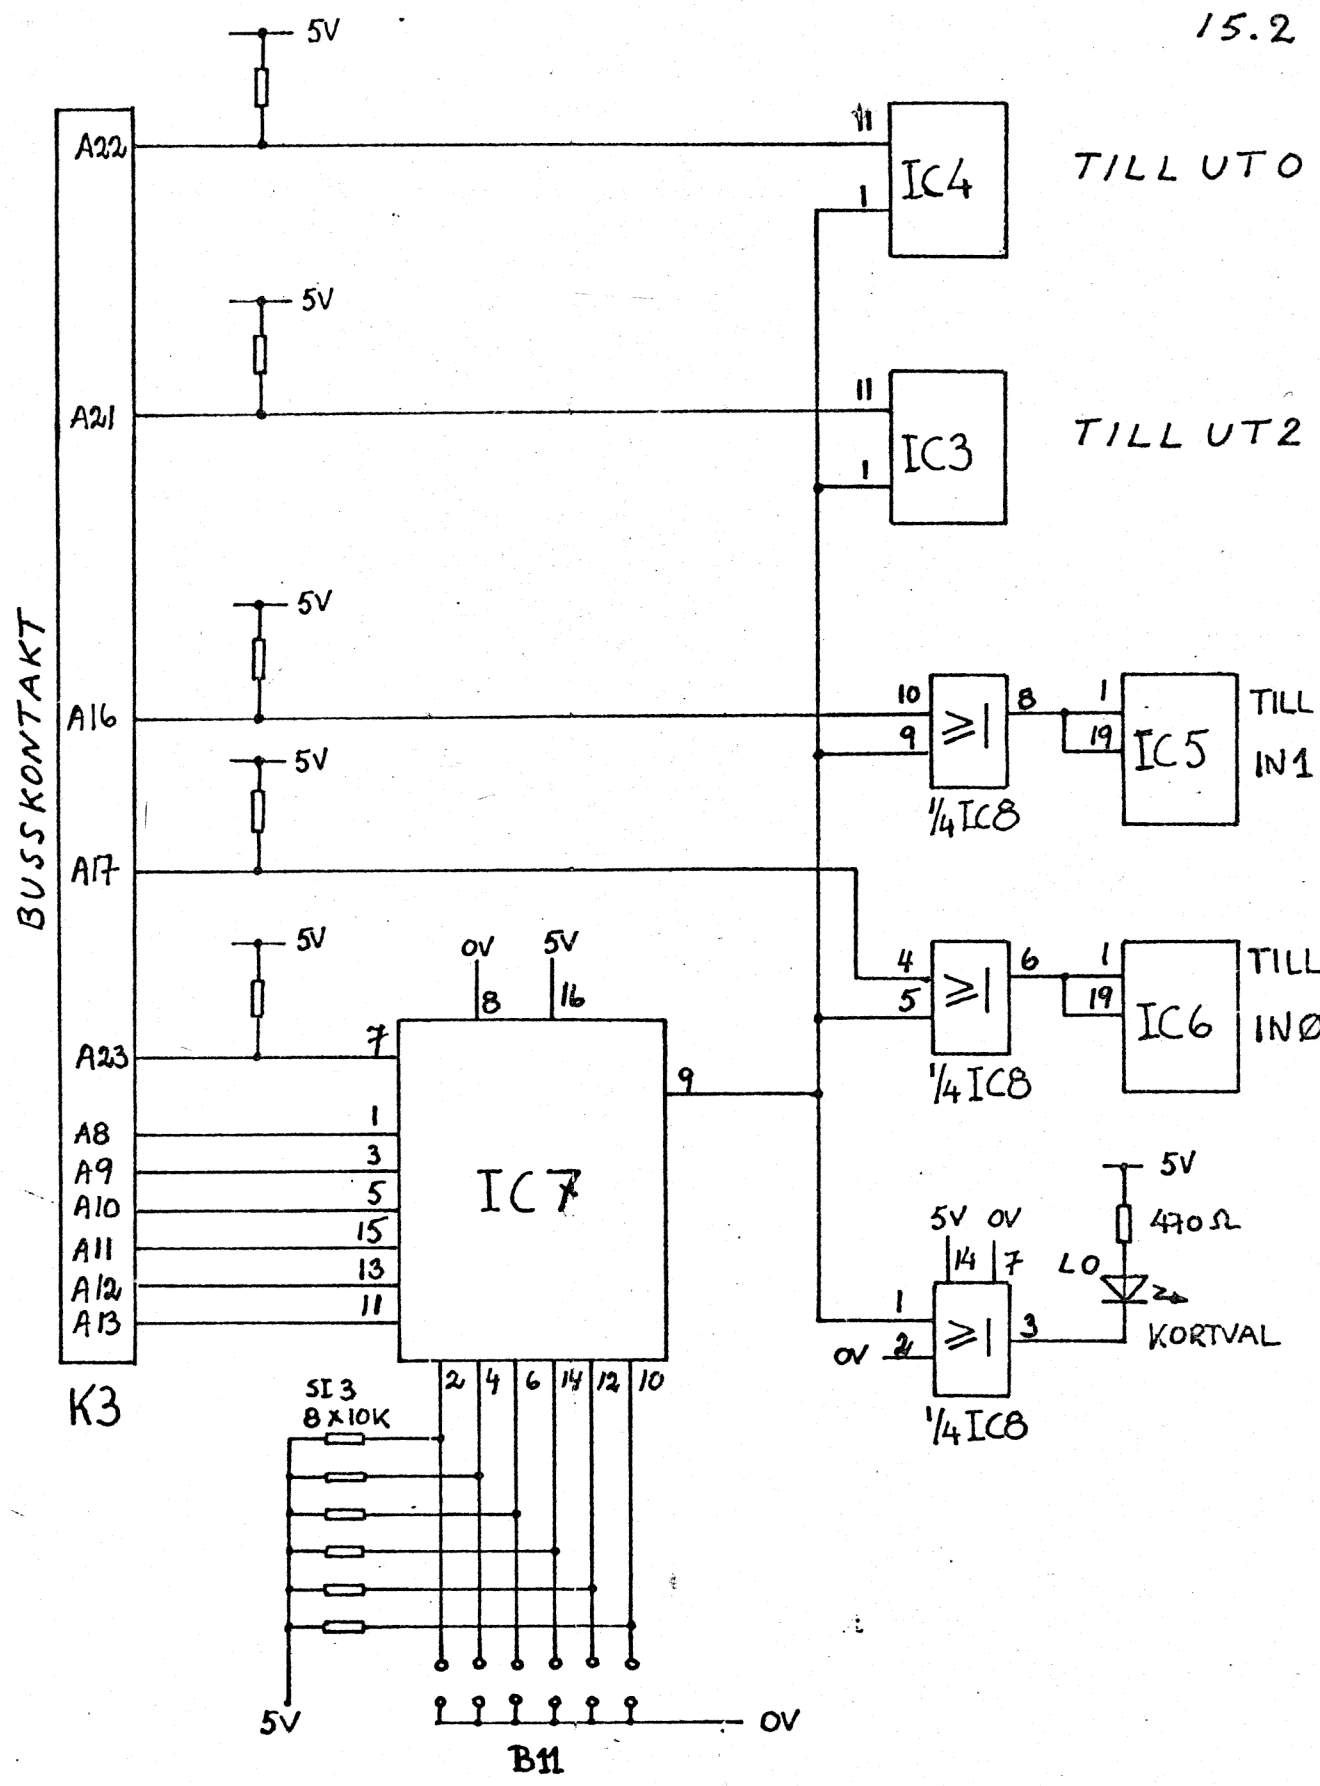 15.2
5V
A22
11
IC4
TILL UT0
1
5V
A21
11
IC3
TILL UT2
1
BUSSKONTAKT
5V
A16
10
9
≥1
8
1
19
IC5
TILL
IN1
1/4 IC8
5V
A17
4
5
≥1
6
1
19
IC6
TILL
INØ
1/4 IC8
5V
0V
5V
8
16
A23
7
9
A8
1
A9
3
A10
5
A11
15
A12
13
A13
11
IC7
5V
470Ω
LO
KORTVAL
5V
0V
14
7
1
0V
2
≥1
3
1/4 IC8
K3
2
4
6
14
12
10
SI3
8X10K
5V
0V
B11